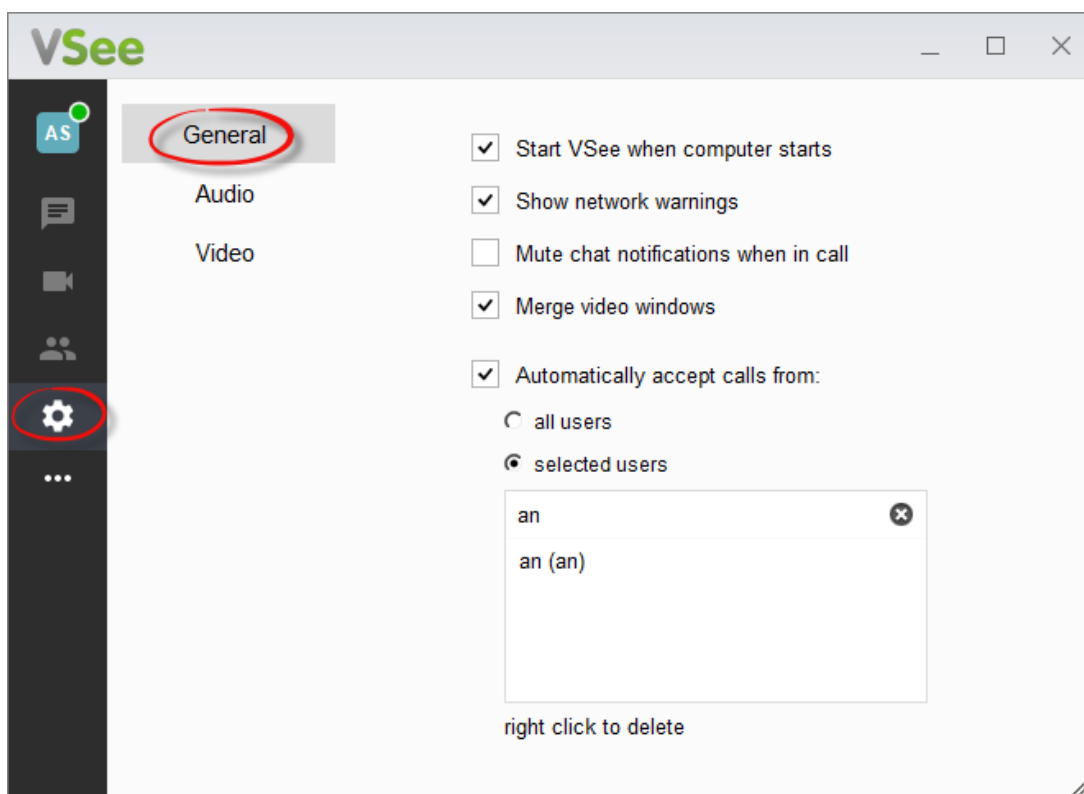 VSee
AS
General
Audio
Video
Start VSee when computer starts
Show network warnings
Mute chat notifications when in call
Merge video windows
Automatically accept calls from:
all users
selected users
an
an (an)
right click to delete